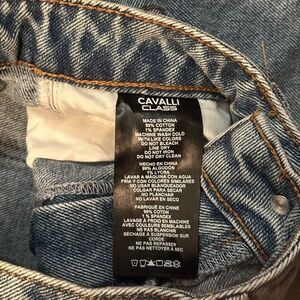 CAVALLI
CLASS
MADE IN CHINA
99% COTTON
1% SPANDEX
MACHINE WASH COLD
WITH LIKE COLORS
DO NOT BLEACH
LINE DRY
DO NOT IRON
DO NOT DRY CLEAN
HECHO EN CHINA
99% ALGODÓN
1% LYCRA
LAVAR A MAQUINA CON AGUA
FRIA Y CON COLORES SIMILARES
NO USAR BLANQUEADOR
COLGAR PARA SECAR
NO PLANCHAR
NO LAVAR EN SECO
FABRIQUÉ EN CHINE
99% COTON
1 % SPANDEX
LAVAGE A FROID EN MACHINE
AVEC COULEURS SEMBLABLES
NE PAS BLANCHIR
SÉCHAGE À SUSPENSION SUR
CORDE
NE PAS REPASSER
NE PAS NETTOYER À SEC